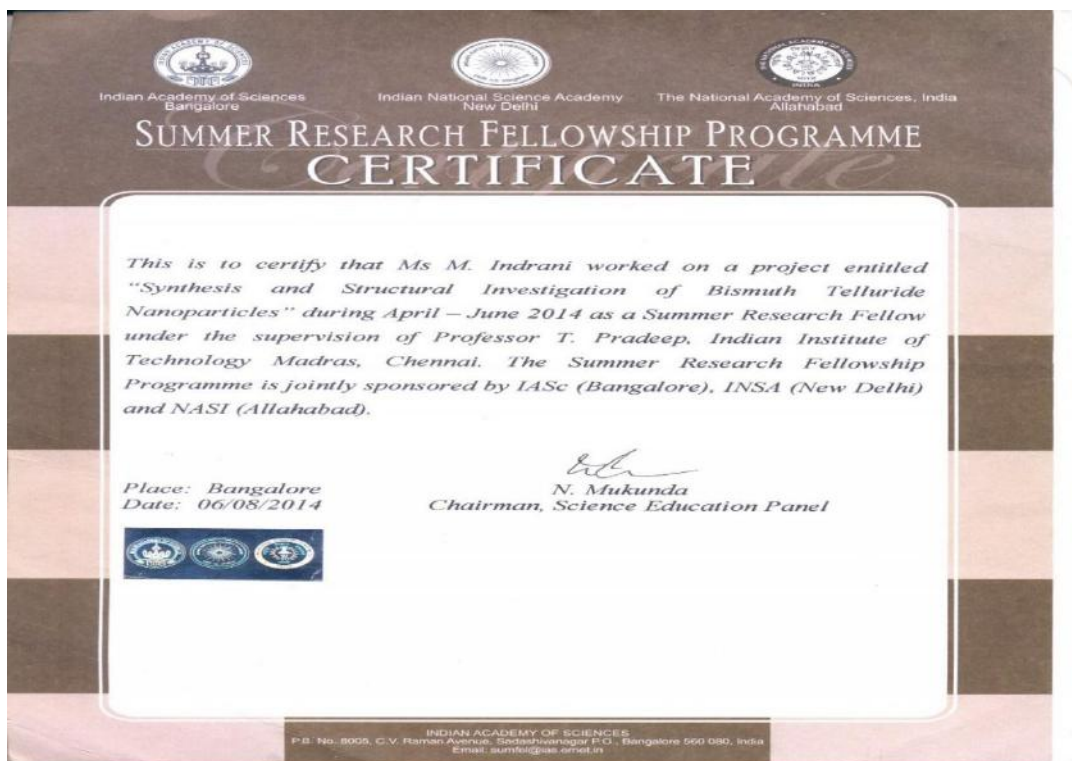 Indian Academy of Sciences
Bangalore
Indian National Science Academy
New Delhi
The National Academy of Sciences, India
Allahabad
SUMMER RESEARCH FELLOWSHIP PROGRAMME
CERTIFICATE
This is to certify that Ms M. Indrani worked on a project entitled
"Synthesis and Structural Investigation of Bismuth Telluride
Nanoparticles" during April – June 2014 as a Summer Research Fellow
under the supervision of Professor T. Pradeep, Indian Institute of
Technology Madras, Chennai. The Summer Research Fellowship
Programme is jointly sponsored by IASc (Bangalore), INSA (New Delhi)
and NASI (Allahabad).
Place: Bangalore
Date: 06/08/2014
N. Mukunda
Chairman, Science Education Panel
INDIAN ACADEMY OF SCIENCES
P.B. No. 8005, C.V. Raman Avenue, Sadashivanagar P.O., Bangalore 560 080, India
Email: sumfel@ias.ernet.in